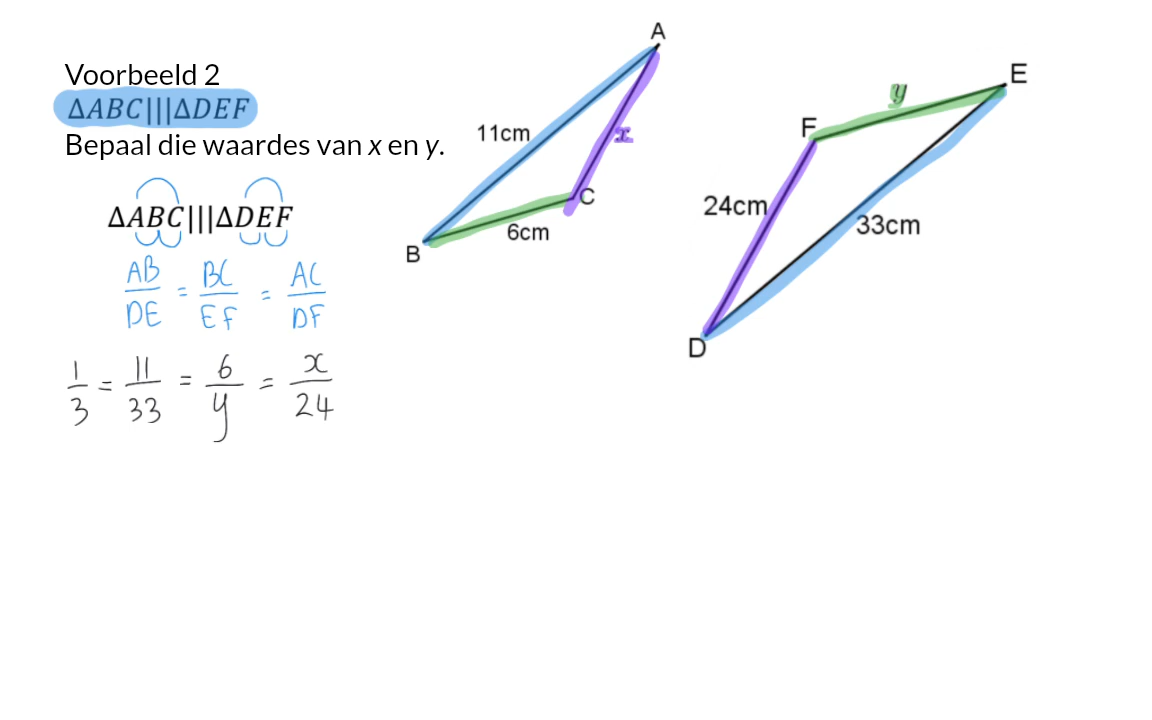 Voorbeeld 2
ΔABC|||ΔDEF
Bepaal die waardes van x en y.
ΔABC|||ΔDEF
AB/DE = BC/EF = AC/DF
1/3 = 11/33 = 6/y = x/24
A
11cm
x
C
6cm
B
E
y
F
24cm
33cm
D